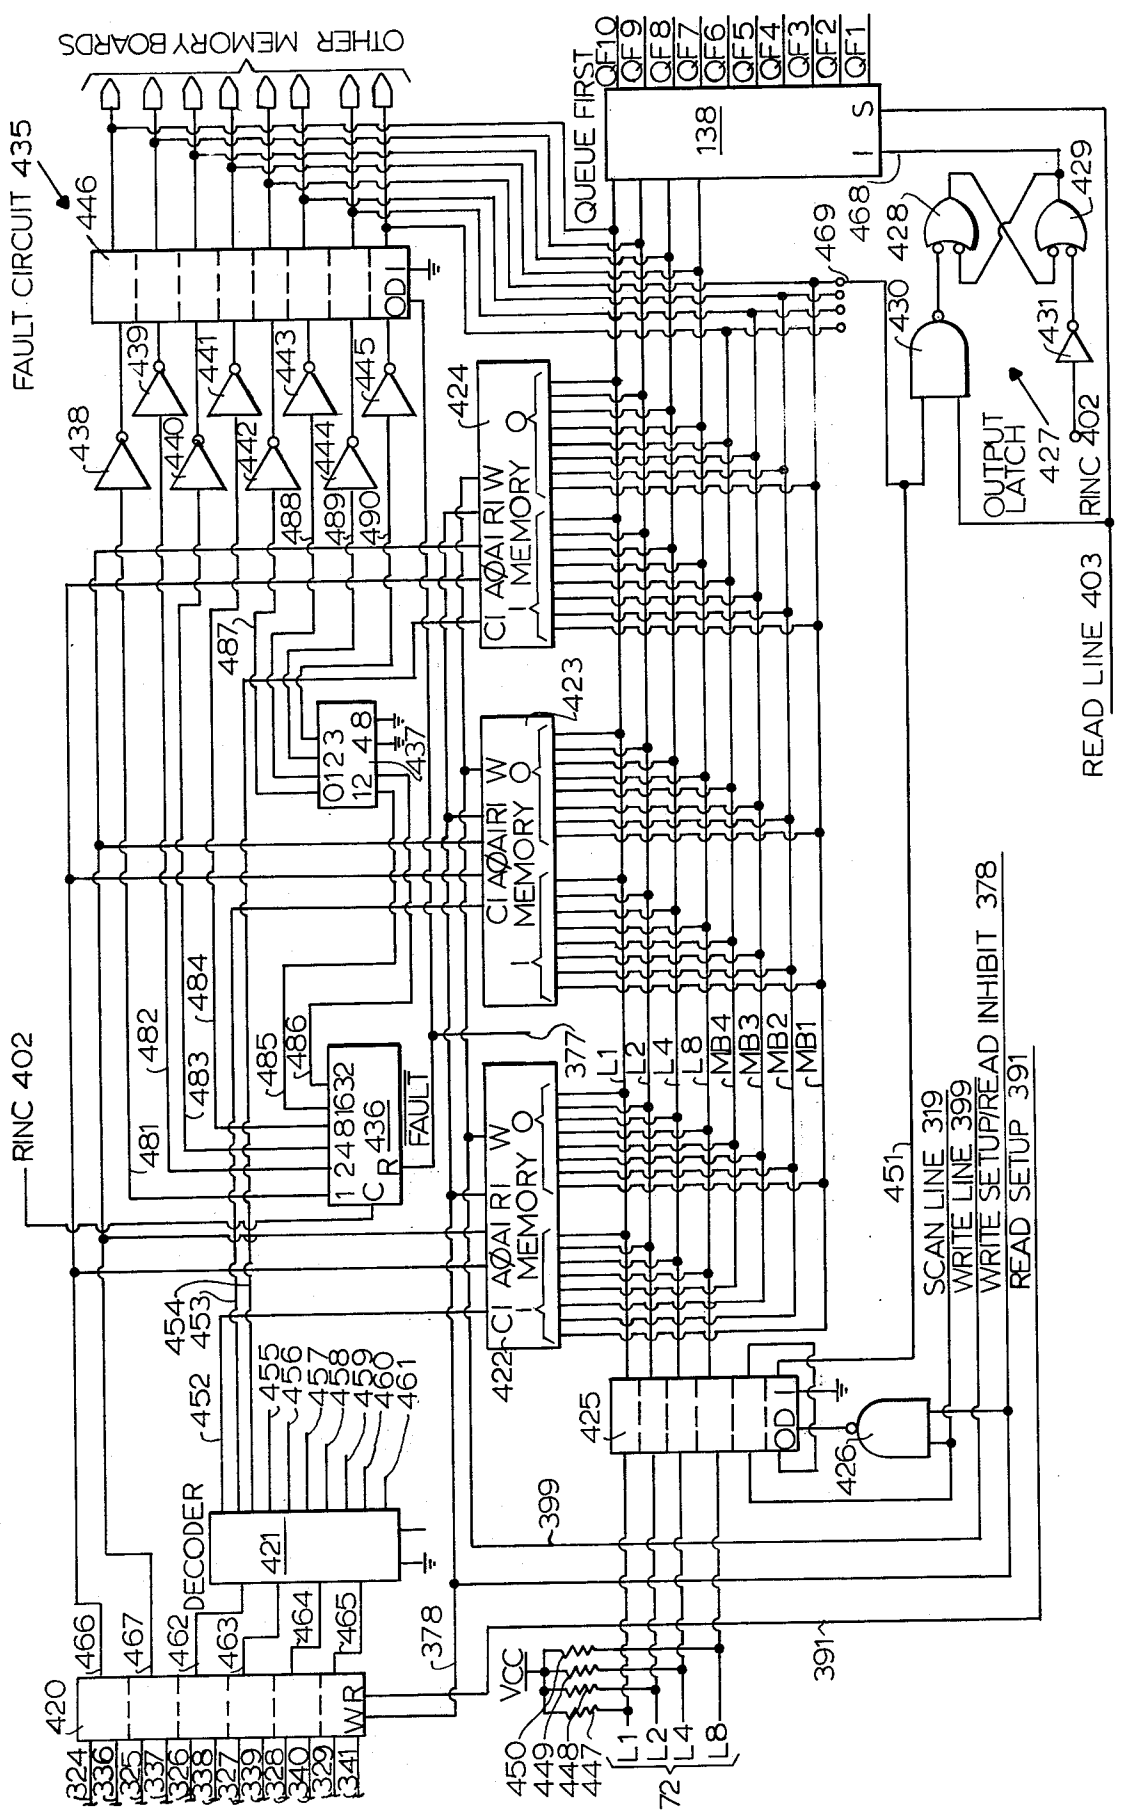 FAULT CIRCUIT 435
OTHER MEMORY BOARDS
446
OD I
438
439
440
441
442
443
444
445
488
489
490
487
RINC 402
481
482
483
484
485
486
1 2 4 8 16 32
C 436
R
FAULT
377
0 1 2 3
1 2 4 8
437
454
453
452
455
456
457
458
459
460
461
DECODER
421
420
466
467
462
463
464
465
W R
324
336
325
337
326
338
327
339
328
340
329
341
378
399
391
VCC
450
449
448
447
L1
L2
L4
L8
72
425
OD I
426
422
CI AØ AI RI W
MEMORY
I O
423
CI AØ AI RI W
MEMORY
I O
424
CI AØ AI RI W
MEMORY
I O
L1
L2
L4
L8
MB4
MB3
MB2
MB1
451
SCAN LINE 319
WRITE LINE 399
WRITE SETUP/READ INHIBIT 378
READ SETUP 391
QUEUE FIRST
QF10
QF9
QF8
QF7
QF6
QF5
QF4
QF3
QF2
QF1
138
I S
469
468
428
429
430
431
OUTPUT LATCH
427
RINC 402
READ LINE 403